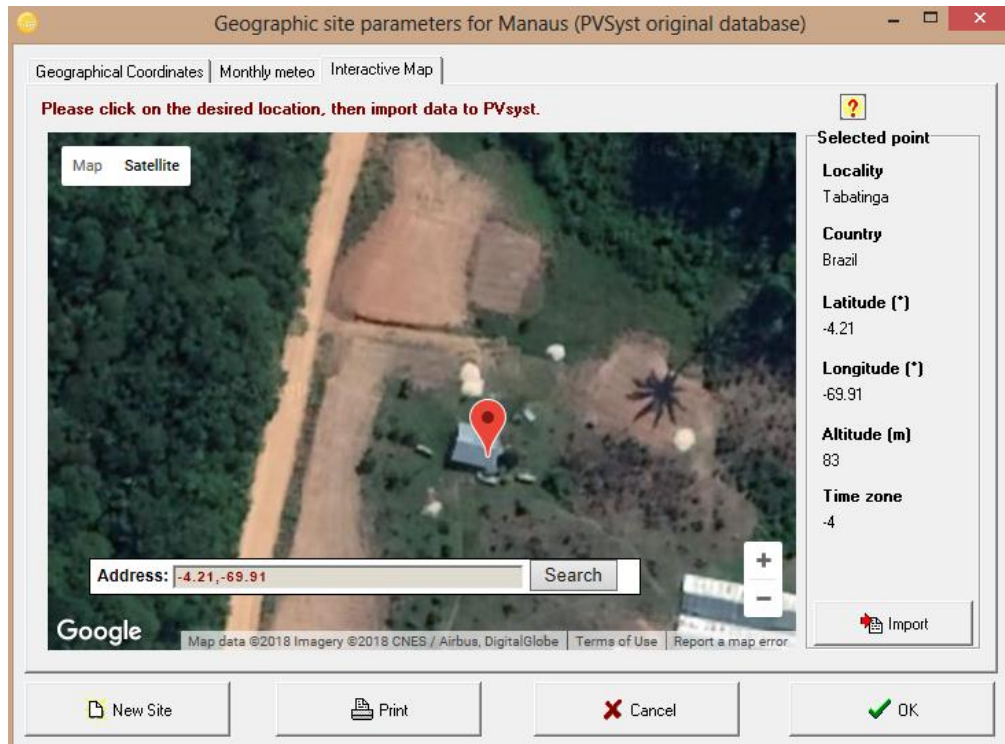 Geographic site parameters for Manaus (PVSyst original database)
Geographical Coordinates Monthly meteo Interactive Map
Please click on the desired location, then import data to PVsyst.
?
Map Satellite
Selected point
Locality
Tabatinga
Country
Brazil
Latitude (°)
-4.21
Longitude (°)
-69.91
Altitude (m)
83
Time zone
-4
Address: -4.21,-69.91 Search
+
−
Google
Map data ©2018 Imagery ©2018 CNES / Airbus, DigitalGlobe Terms of Use Report a map error
Import
New Site Print Cancel OK